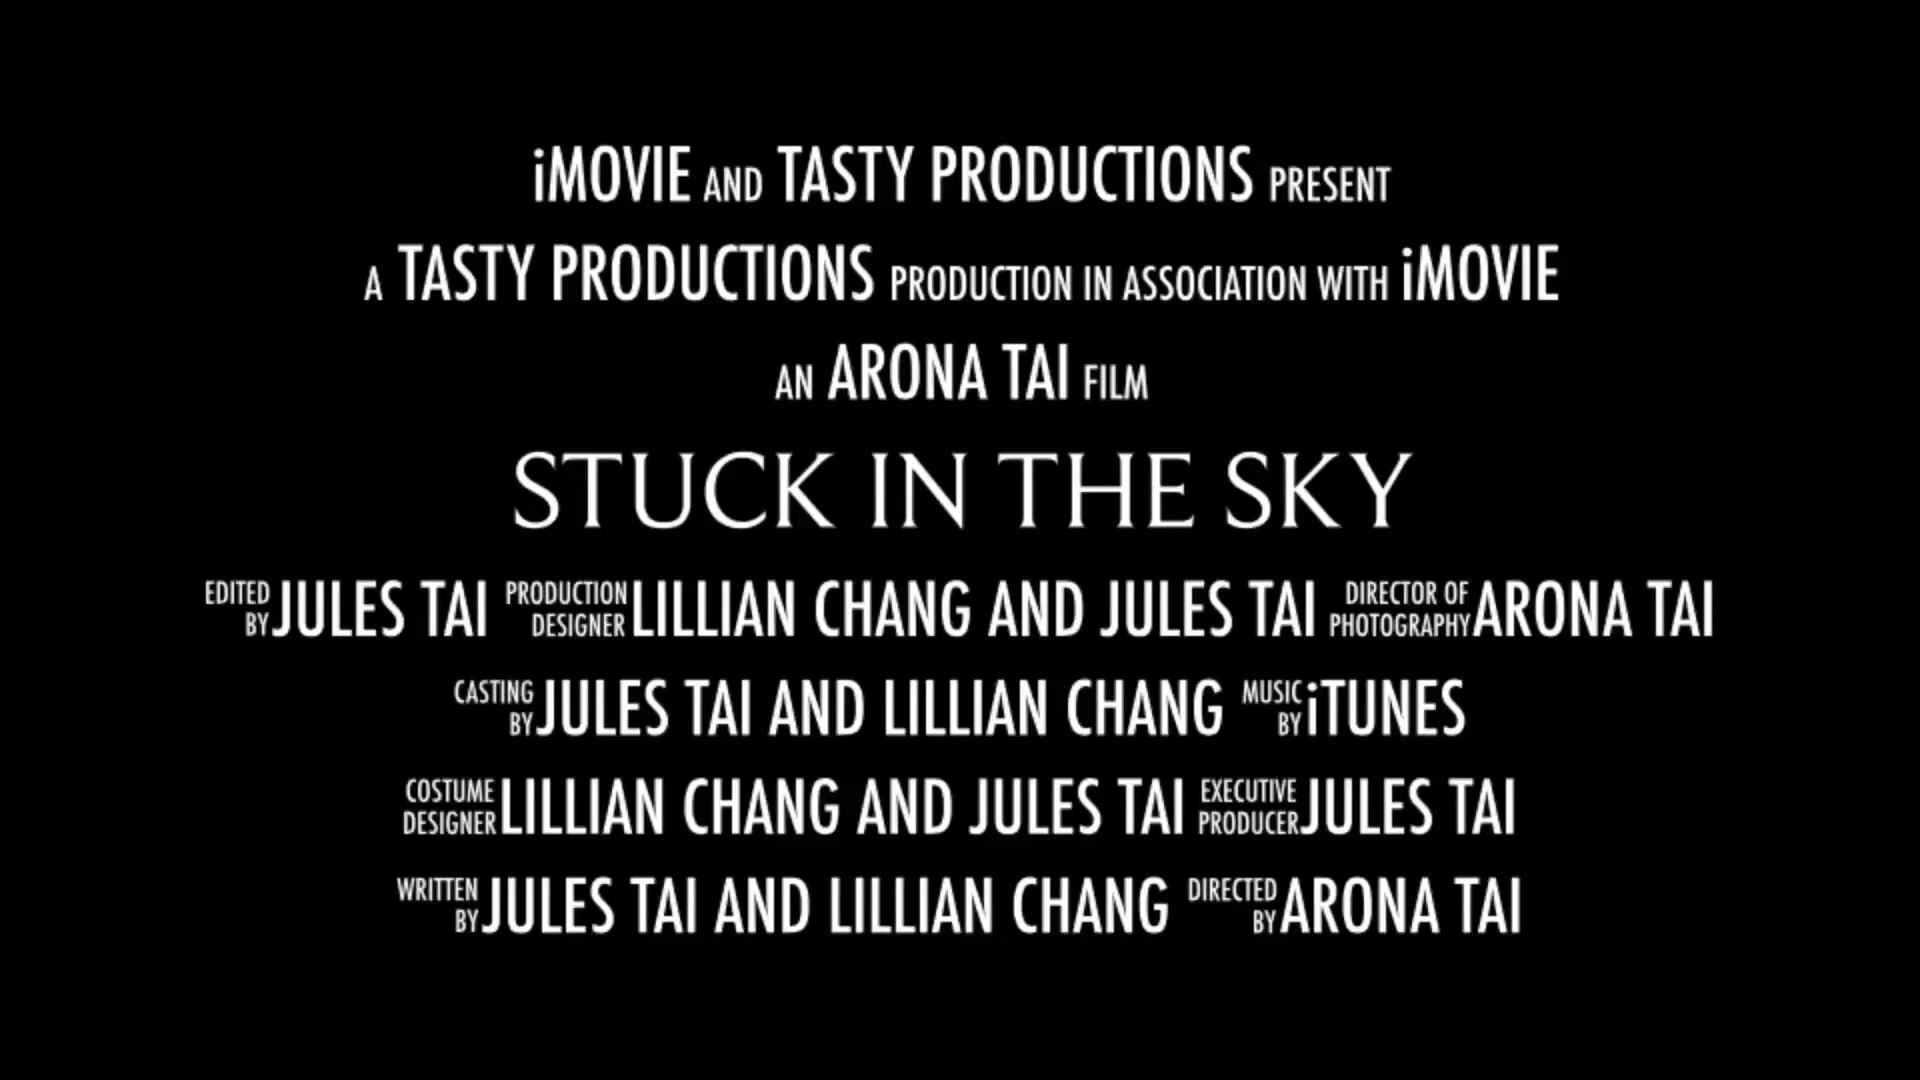 iMOVIE AND TASTY PRODUCTIONS PRESENT
A TASTY PRODUCTIONS PRODUCTION IN ASSOCIATION WITH iMOVIE
AN ARONA TAI FILM
STUCK IN THE SKY
EDITED BY JULES TAI PRODUCTION DESIGNER LILLIAN CHANG AND JULES TAI DIRECTOR OF PHOTOGRAPHY ARONA TAI
CASTING BY JULES TAI AND LILLIAN CHANG MUSIC BY iTUNES
COSTUME DESIGNER LILLIAN CHANG AND JULES TAI EXECUTIVE PRODUCER JULES TAI
WRITTEN BY JULES TAI AND LILLIAN CHANG DIRECTED BY ARONA TAI